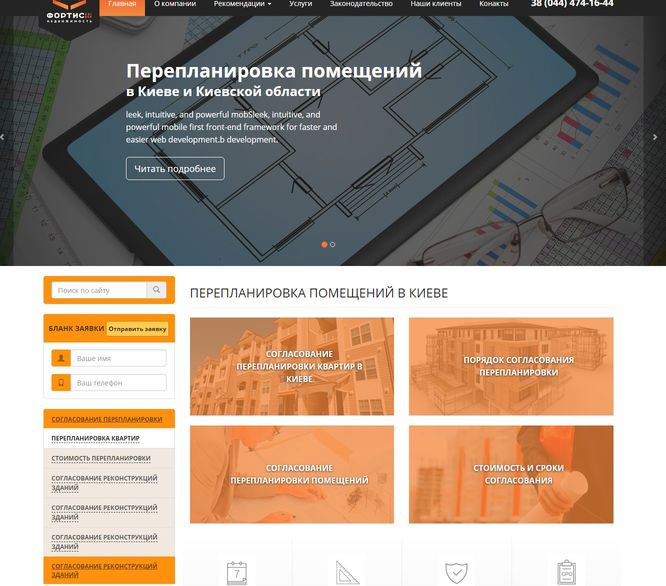 ФОРТИС
НЕДВИЖИМОСТЬ
Главная
О компании
Рекомендации
Услуги
Законодательство
Наши клиенты
Конакты
38 (044) 474-16-44
Перепланировка помещений
в Киеве и Киевской области
leek, intuitive, and powerful mobSleek, intuitive, and
powerful mobile first front-end framework for faster and
easier web development.b development.
Читать подробнее
Поиск по сайту
БЛАНК ЗАЯВКИ
Отправить заявку
Ваше имя
Ваш телефон
СОГЛАСОВАНИЕ ПЕРЕПЛАНИРОВКИ
ПЕРЕПЛАНИРОВКА КВАРТИР
СТОИМОСТЬ ПЕРЕПЛАНИРОВКИ
СОГЛАСОВАНИЕ РЕКОНСТРУКЦИЙ
ЗДАНИЙ
СОГЛАСОВАНИЕ РЕКОНСТРУКЦИЙ
ЗДАНИЙ
СОГЛАСОВАНИЕ РЕКОНСТРУКЦИЙ
ЗДАНИЙ
СОГЛАСОВАНИЕ РЕКОНСТРУКЦИЙ
ЗДАНИЙ
ПЕРЕПЛАНИРОВКА ПОМЕЩЕНИЙ В КИЕВЕ
СОГЛАСОВАНИЕ
ПЕРЕПЛАНИРОВКИ КВАРТИР В
КИЕВЕ
ПОРЯДОК СОГЛАСОВАНИЯ
ПЕРЕПЛАНИРОВКИ
СОГЛАСОВАНИЕ
ПЕРЕПЛАНИРОВКИ ПОМЕЩЕНИЙ
СТОИМОСТЬ И СРОКИ
СОГЛАСОВАНИЯ
7